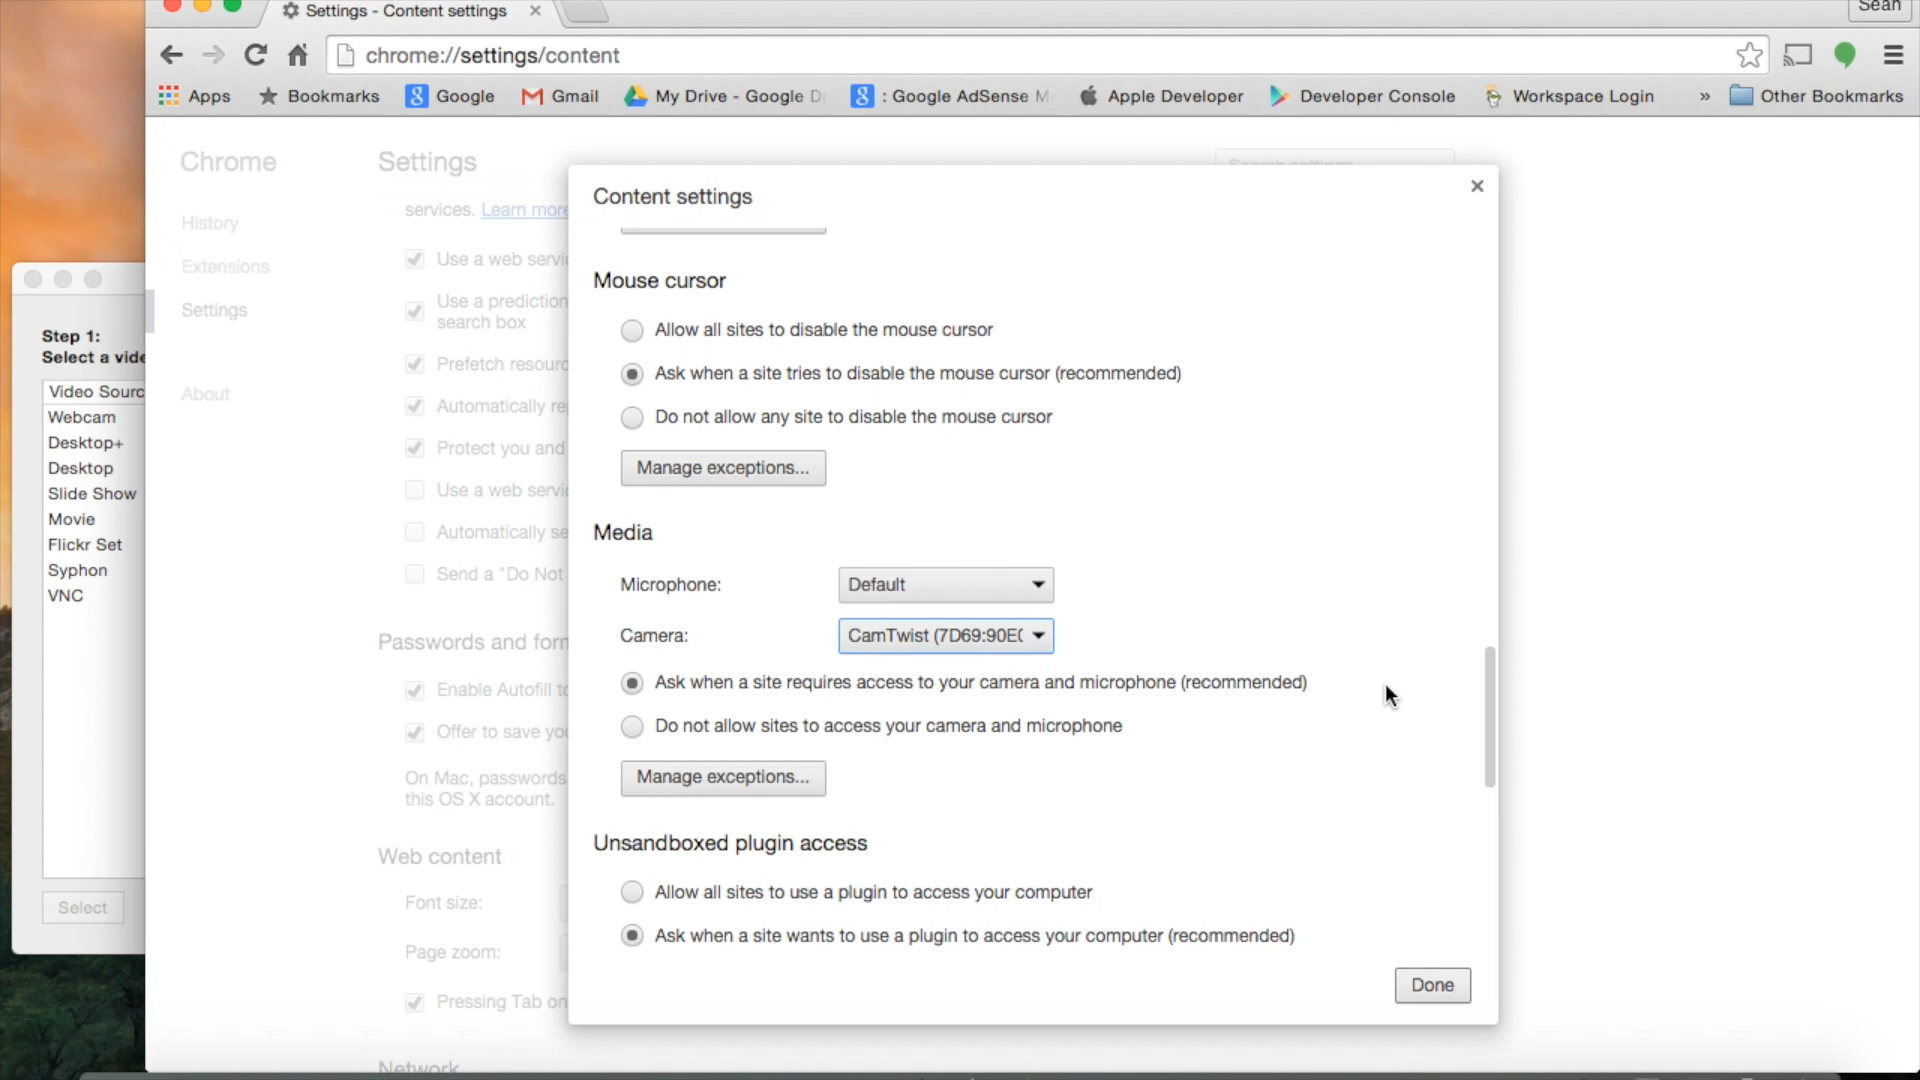 Settings - Content settings
Sean
chrome://settings/content
Apps
Bookmarks
Google
Gmail
My Drive - Google D
: Google AdSense M
Apple Developer
Developer Console
Workspace Login
»
Other Bookmarks
Chrome
History
Extensions
Settings
About
Settings
Search settings
services. Learn more
Use a web servi
Use a prediction
search box
Prefetch resourc
Automatically re
Protect you and
Use a web servi
Automatically se
Send a "Do Not
Passwords and form
Enable Autofill to
Offer to save you
On Mac, passwords
this OS X account.
Web content
Font size:
Page zoom:
Pressing Tab on
Network
Content settings
Mouse cursor
Allow all sites to disable the mouse cursor
Ask when a site tries to disable the mouse cursor (recommended)
Do not allow any site to disable the mouse cursor
Manage exceptions...
Media
Microphone: Default
Camera: CamTwist (7D69:90E0
Ask when a site requires access to your camera and microphone (recommended)
Do not allow sites to access your camera and microphone
Manage exceptions...
Unsandboxed plugin access
Allow all sites to use a plugin to access your computer
Ask when a site wants to use a plugin to access your computer (recommended)
Done
Step 1:
Select a vide
Video Sourc
Webcam
Desktop+
Desktop
Slide Show
Movie
Flickr Set
Syphon
VNC
Select